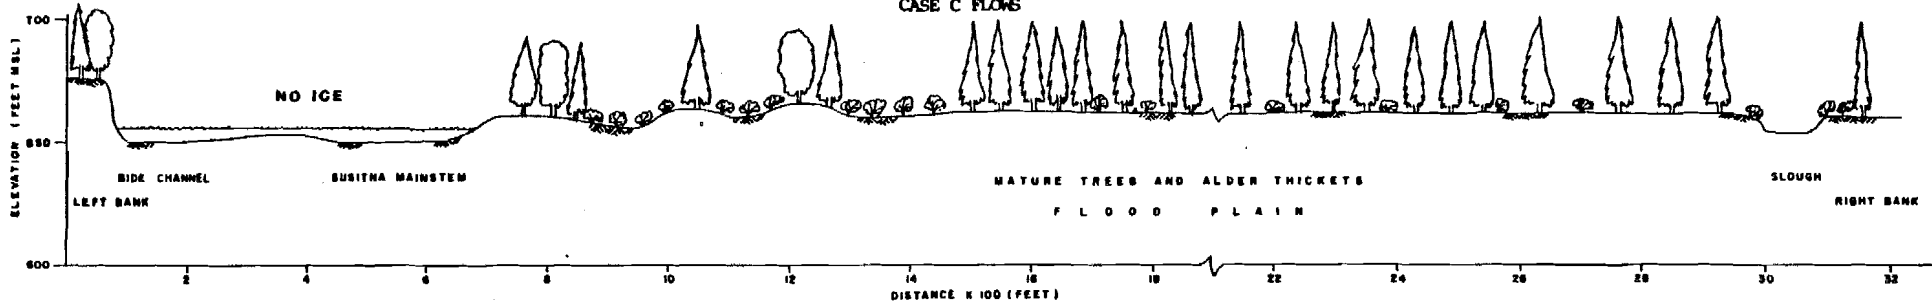 CASE C FLOWS
700
NO ICE
650
SIDE CHANNEL
SUSITNA MAINSTEM
MATURE TREES AND ALDER THICKETS
SLOUGH
LEFT BANK
FLOOD PLAIN
RIGHT BANK
600
ELEVATION (FEET MSL)
2 4 6 8 10 12 14 16 18 20 22 24 26 28 30 32
DISTANCE X 100 (FEET)